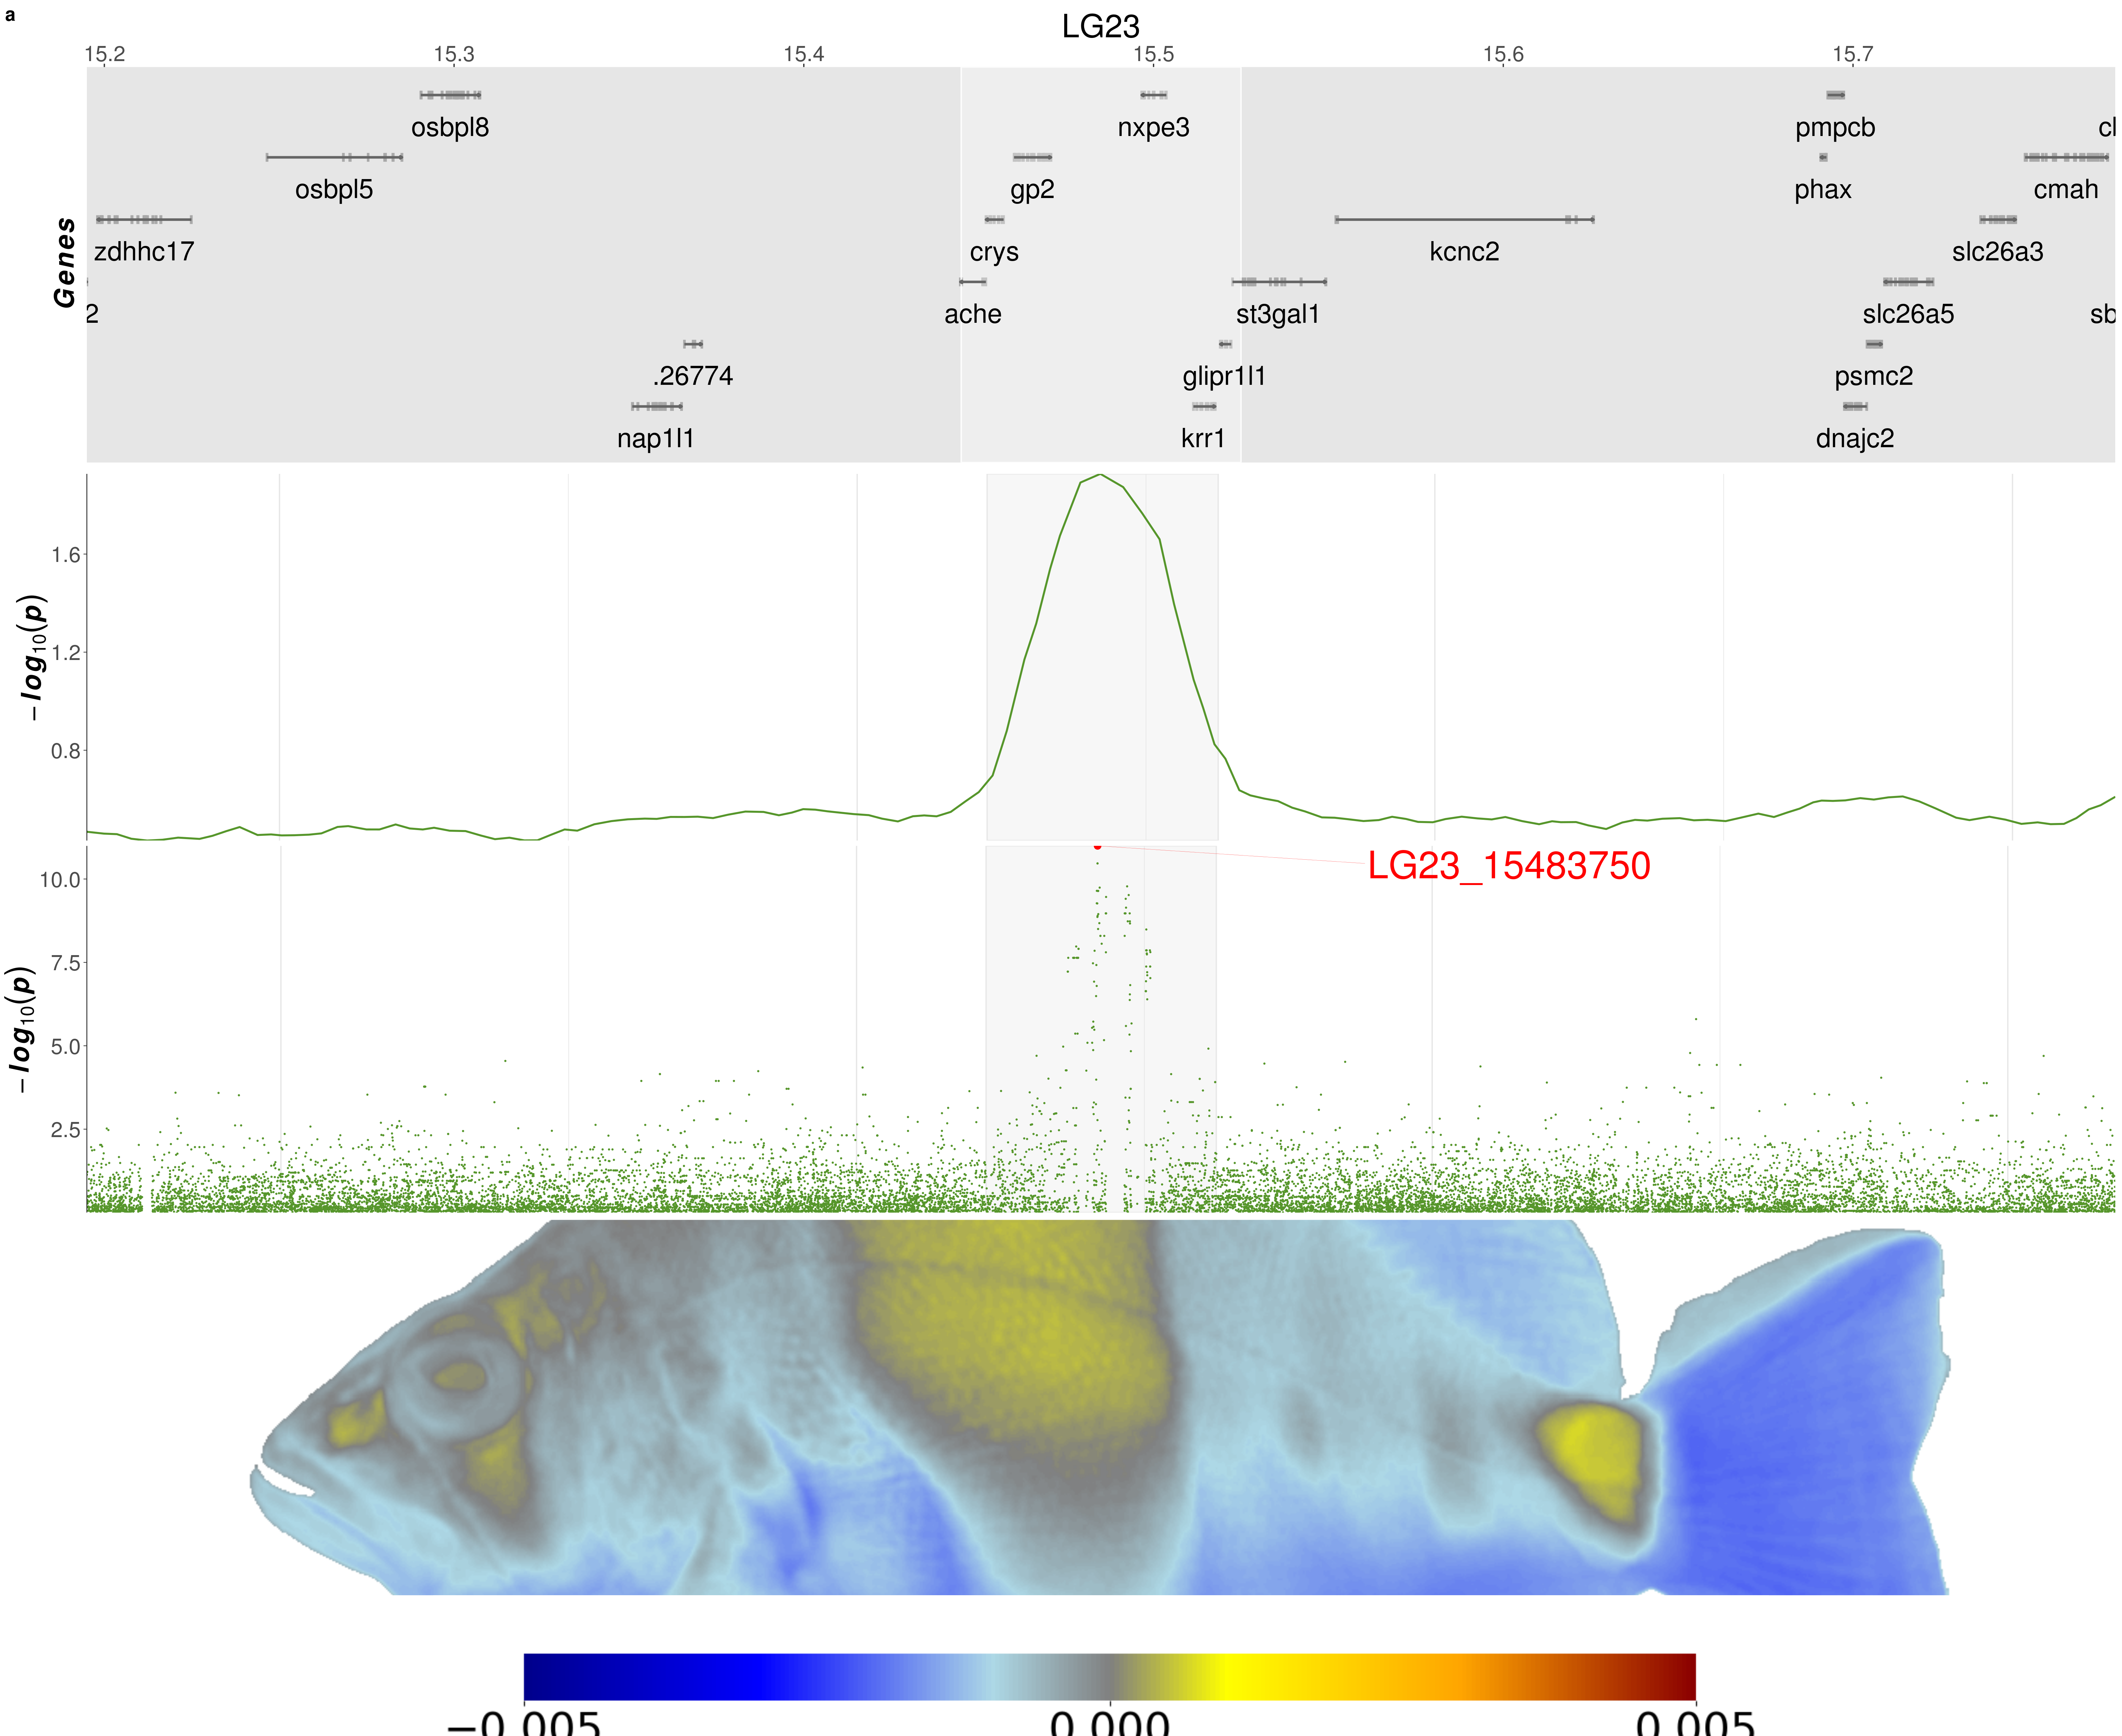 a
LG23
15.2 15.3 15.4 15.5 15.6 15.7
Genes
osbpl8 nxpe3 pmpcb cl
osbpl5 gp2 phax cmah
zdhhc17 crys kcnc2 slc26a3
2 ache st3gal1 slc26a5 sb
.26774 glipr1l1 psmc2
nap1l1 krr1 dnajc2
−log10(p)
1.6
1.2
0.8
−log10(p)
LG23_15483750
10.0
7.5
5.0
2.5
−0.005 0.000 0.005